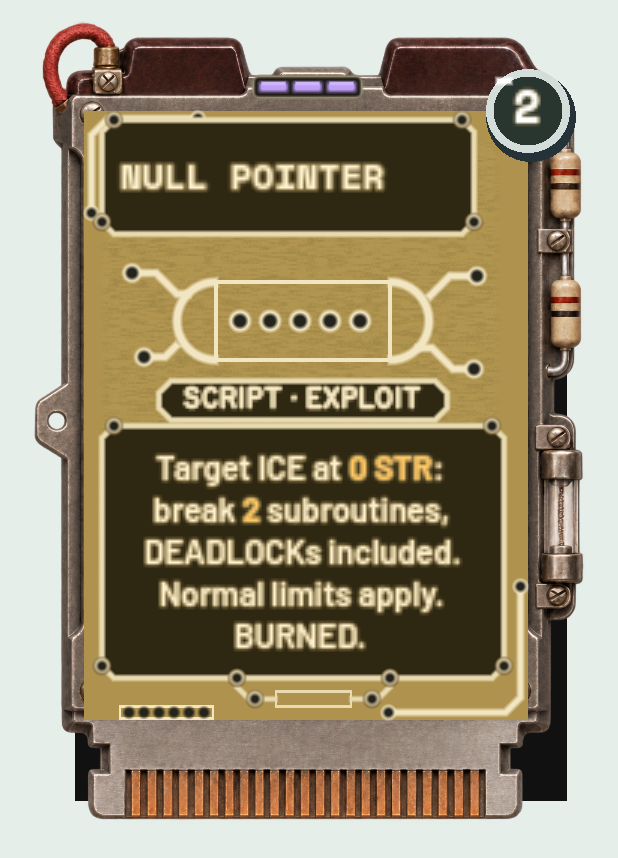 2
NULL POINTER
SCRIPT · EXPLOIT
Target ICE at 0 STR:
break 2 subroutines,
DEADLOCKs included.
Normal limits apply.
BURNED.